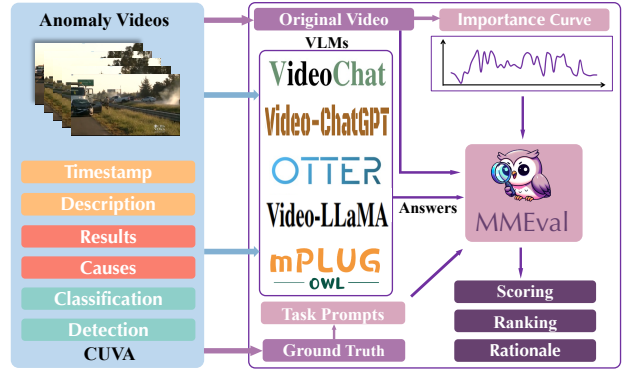 Anomaly Videos
Timestamp
Description
Results
Causes
Classification
Detection
CUVA
Original Video
Importance Curve
VLMs
VideoChat
Video-ChatGPT
OTTER
Video-LLaMA
mPLUG
OWL
Answers
MMEval
Task Prompts
Ground Truth
Scoring
Ranking
Rationale